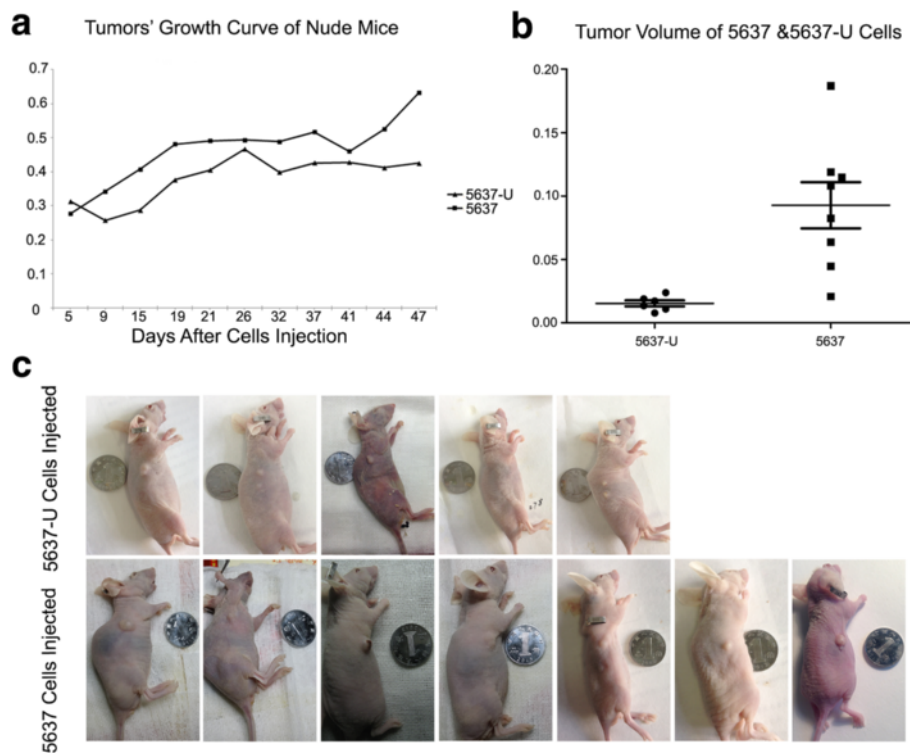 a
Tumors' Growth Curve of Nude Mice
0.7
0.6
0.5
0.4
0.3
0.2
0.1
0
5 9 15 19 21 26 32 37 41 44 47
Days After Cells Injection
5637-U
5637
b
Tumor Volume of 5637 &5637-U Cells
0.20
0.15
0.10
0.05
0.00
5637-U 5637
c
5637-U Cells Injected
5637 Cells Injected